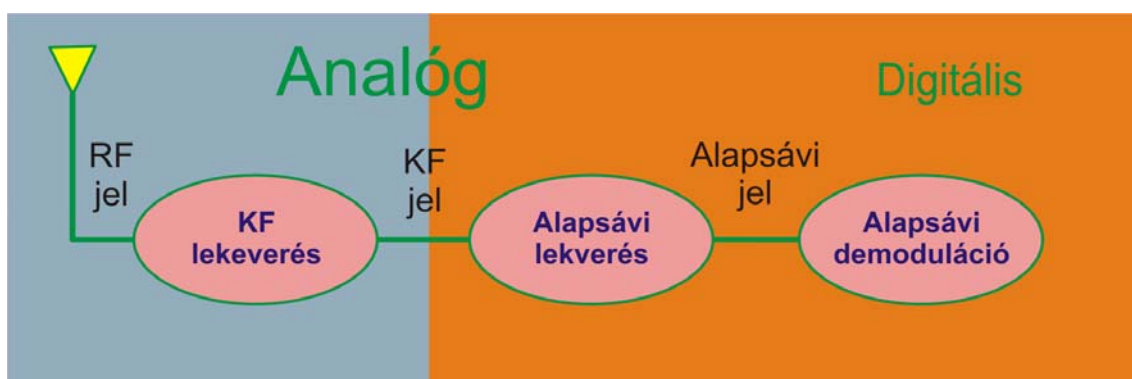 Analóg
Digitális
RF
jel
KF
jel
Alapsávi
jel
KF
lekeverés
Alapsávi
lekverés
Alapsávi
demoduláció